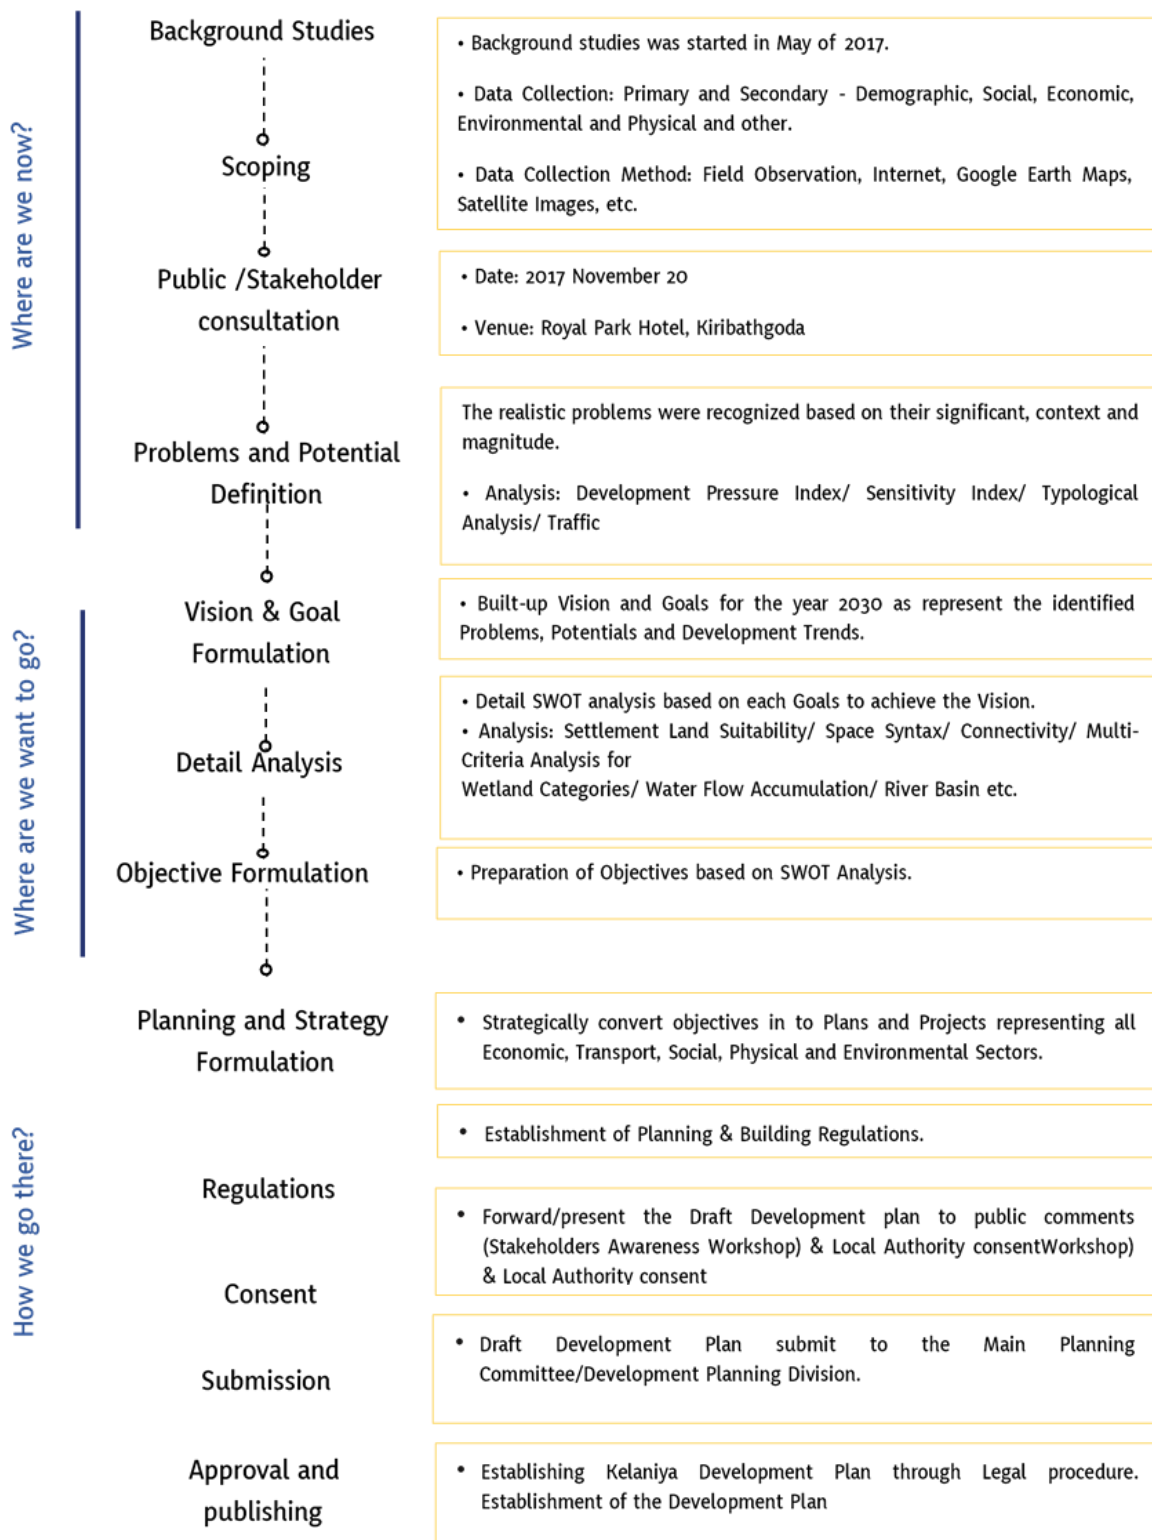 Where are we now?
Background Studies
• Background studies was started in May of 2017.
• Data Collection: Primary and Secondary - Demographic, Social, Economic,
Environmental and Physical and other.
Scoping
• Data Collection Method: Field Observation, Internet, Google Earth Maps,
Satellite Images, etc.
Public /Stakeholder
consultation
• Date: 2017 November 20
• Venue: Royal Park Hotel, Kiribathgoda
Problems and Potential
Definition
The realistic problems were recognized based on their significant, context and
magnitude.
• Analysis: Development Pressure Index/ Sensitivity Index/ Typological
Analysis/ Traffic
Where are we want to go?
Vision & Goal
Formulation
• Built-up Vision and Goals for the year 2030 as represent the identified
Problems, Potentials and Development Trends.
Detail Analysis
• Detail SWOT analysis based on each Goals to achieve the Vision.
• Analysis: Settlement Land Suitability/ Space Syntax/ Connectivity/ Multi-
Criteria Analysis for
Wetland Categories/ Water Flow Accumulation/ River Basin etc.
Objective Formulation
• Preparation of Objectives based on SWOT Analysis.
How we go there?
Planning and Strategy
Formulation
• Strategically convert objectives in to Plans and Projects representing all
Economic, Transport, Social, Physical and Environmental Sectors.
Regulations
• Establishment of Planning & Building Regulations.
Consent
• Forward/present the Draft Development plan to public comments
(Stakeholders Awareness Workshop) & Local Authority consentWorkshop)
& Local Authority consent
Submission
• Draft Development Plan submit to the Main Planning
Committee/Development Planning Division.
Approval and
publishing
• Establishing Kelaniya Development Plan through Legal procedure.
Establishment of the Development Plan